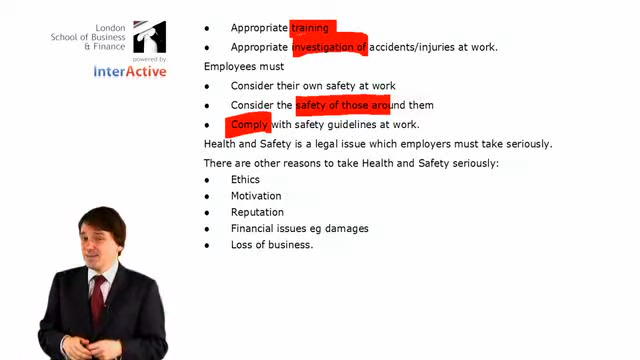 London
School of Business
& Finance
powered by
InterActive
● Appropriate training
● Appropriate investigation of accidents/injuries at work.
Employees must
● Consider their own safety at work
● Consider the safety of those around them
● Comply with safety guidelines at work.
Health and Safety is a legal issue which employers must take seriously.
There are other reasons to take Health and Safety seriously:
● Ethics
● Motivation
● Reputation
● Financial issues eg damages
● Loss of business.